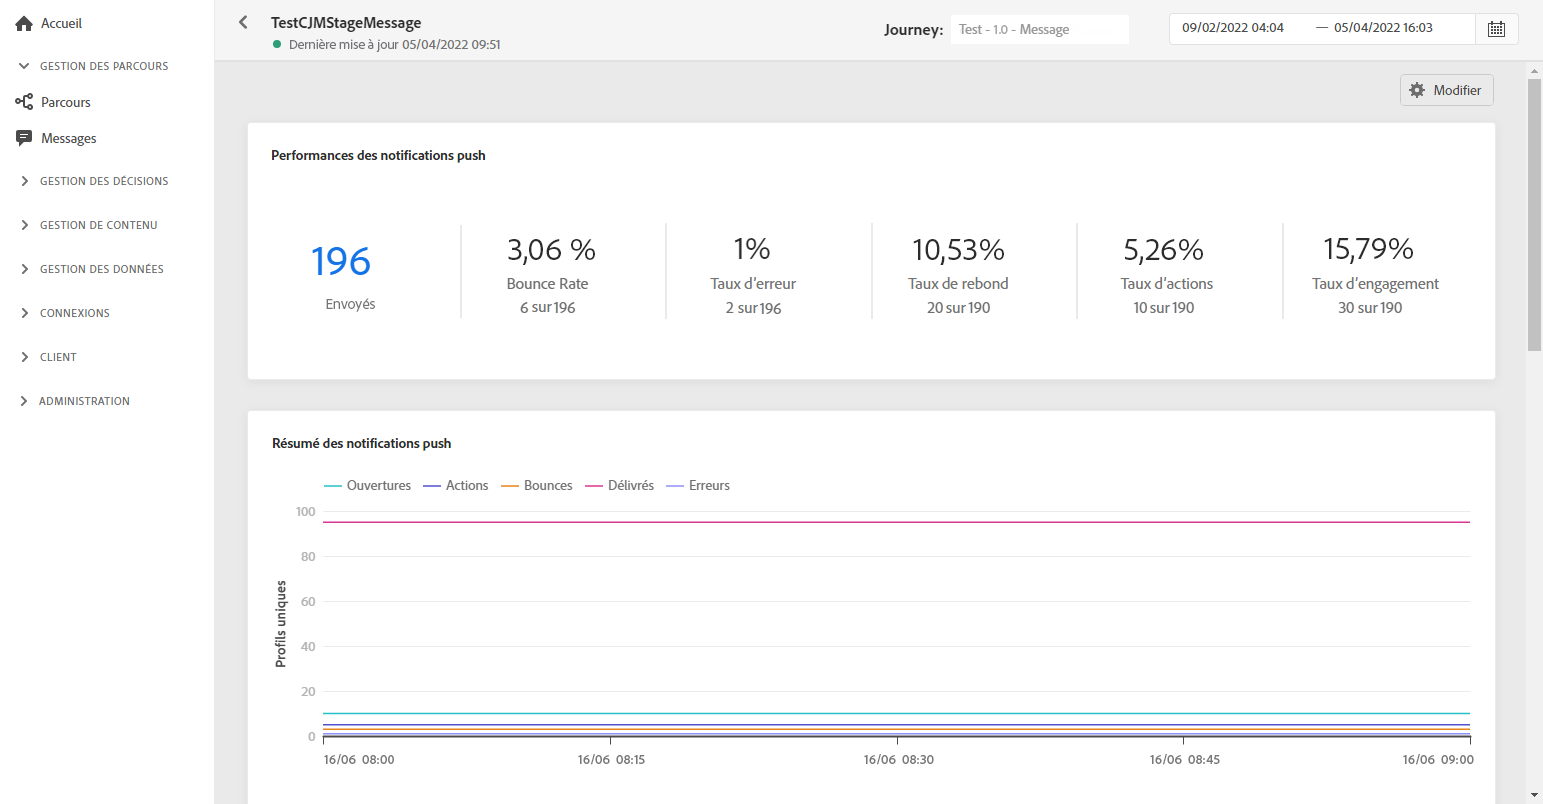 Accueil
GESTION DES PARCOURS
Parcours
Messages
GESTION DES DÉCISIONS
GESTION DE CONTENU
GESTION DES DONNÉES
CONNEXIONS
CLIENT
ADMINISTRATION
TestCJMStageMessage
Dernière mise à jour 05/04/2022 09:51
Journey: Test - 1.0 - Message
09/02/2022 04:04 — 05/04/2022 16:03
Modifier
Performances des notifications push
196
Envoyés
3,06 %
Bounce Rate
6 sur 196
1%
Taux d'erreur
2 sur 196
10,53%
Taux de rebond
20 sur 190
5,26%
Taux d'actions
10 sur 190
15,79%
Taux d'engagement
30 sur 190
Résumé des notifications push
Ouvertures Actions Bounces Délivrés Erreurs
Profils uniques
100
80
60
40
20
0
16/06 08:00 16/06 08:15 16/06 08:30 16/06 08:45 16/06 09:00